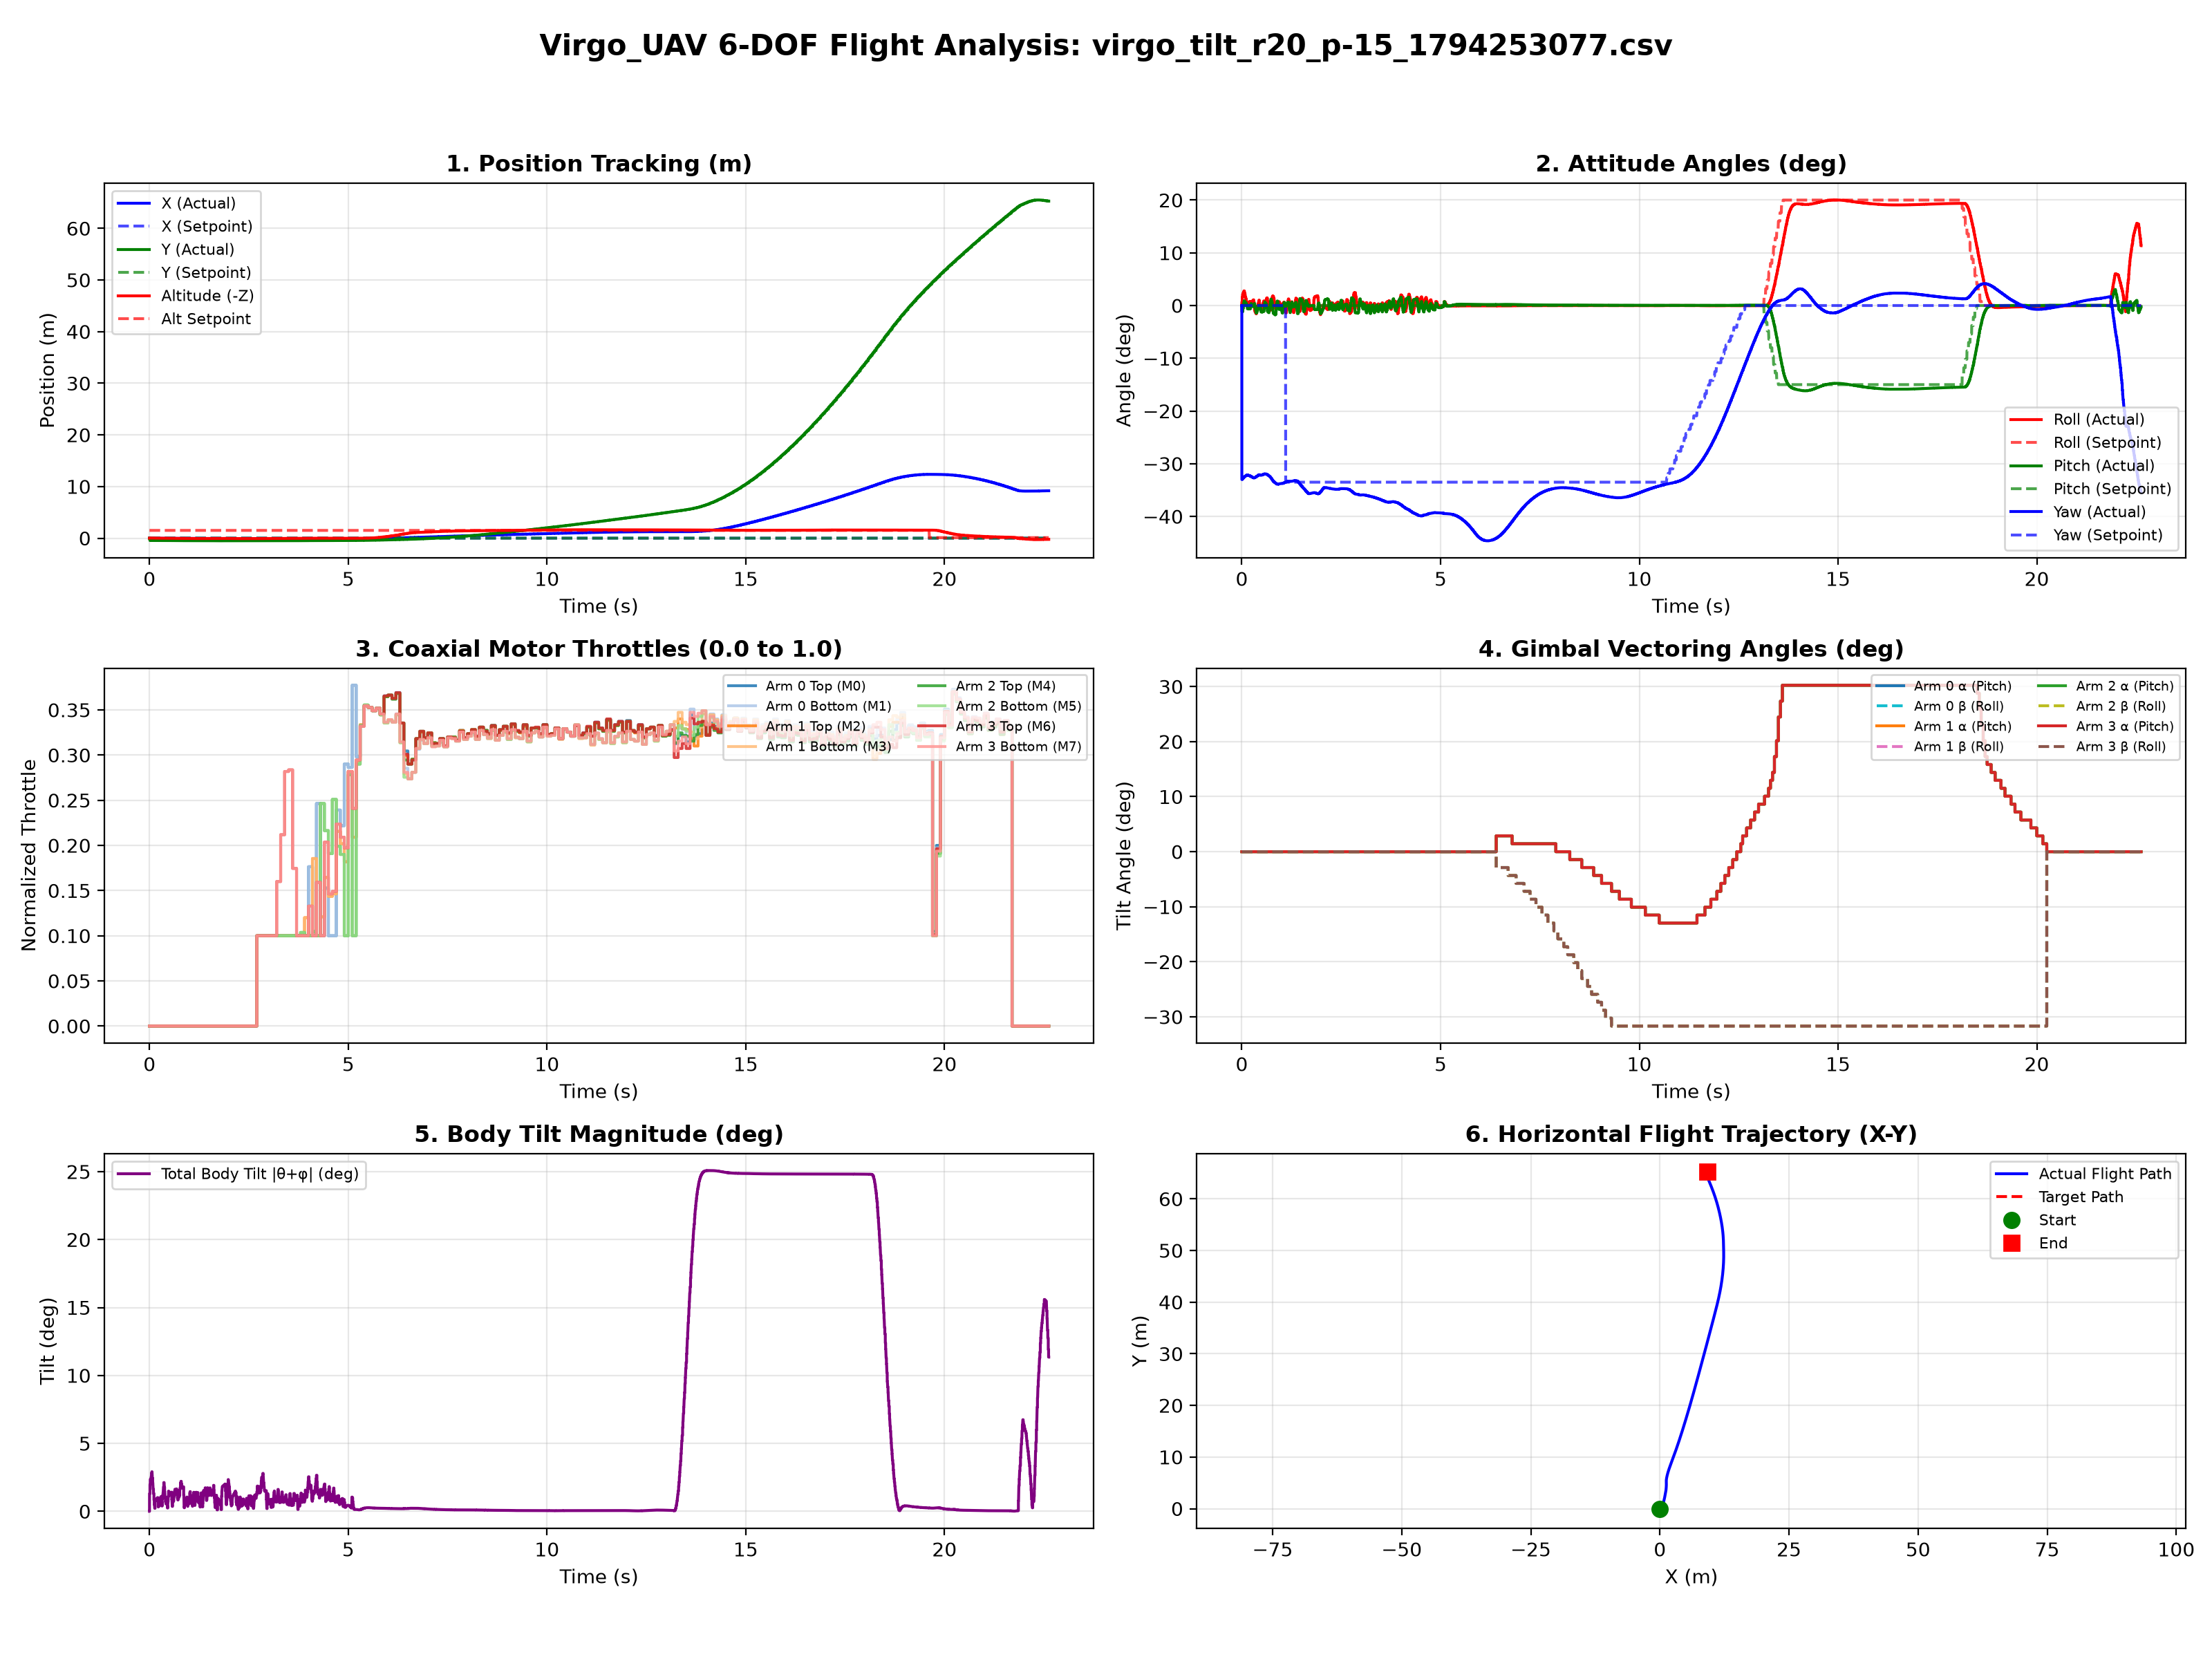 Virgo_UAV 6-DOF Flight Analysis: virgo_tilt_r20_p-15_1794253077.csv
1. Position Tracking (m)
X (Actual)
X (Setpoint)
Y (Actual)
Y (Setpoint)
Altitude (-Z)
Alt Setpoint
Position (m)
60
50
40
30
20
10
0
0 5 10 15 20
Time (s)
2. Attitude Angles (deg)
Roll (Actual)
Roll (Setpoint)
Pitch (Actual)
Pitch (Setpoint)
Yaw (Actual)
Yaw (Setpoint)
Angle (deg)
20
10
0
−10
−20
−30
−40
0 5 10 15 20
Time (s)
3. Coaxial Motor Throttles (0.0 to 1.0)
Arm 0 Top (M0)
Arm 0 Bottom (M1)
Arm 1 Top (M2)
Arm 1 Bottom (M3)
Arm 2 Top (M4)
Arm 2 Bottom (M5)
Arm 3 Top (M6)
Arm 3 Bottom (M7)
Normalized Throttle
0.35
0.30
0.25
0.20
0.15
0.10
0.05
0.00
0 5 10 15 20
Time (s)
4. Gimbal Vectoring Angles (deg)
Arm 0 α (Pitch)
Arm 0 β (Roll)
Arm 1 α (Pitch)
Arm 1 β (Roll)
Arm 2 α (Pitch)
Arm 2 β (Roll)
Arm 3 α (Pitch)
Arm 3 β (Roll)
Tilt Angle (deg)
30
20
10
0
−10
−20
−30
0 5 10 15 20
Time (s)
5. Body Tilt Magnitude (deg)
Total Body Tilt |θ+φ| (deg)
Tilt (deg)
25
20
15
10
5
0
0 5 10 15 20
Time (s)
6. Horizontal Flight Trajectory (X-Y)
Actual Flight Path
Target Path
Start
End
Y (m)
60
50
40
30
20
10
0
−75 −50 −25 0 25 50 75 100
X (m)